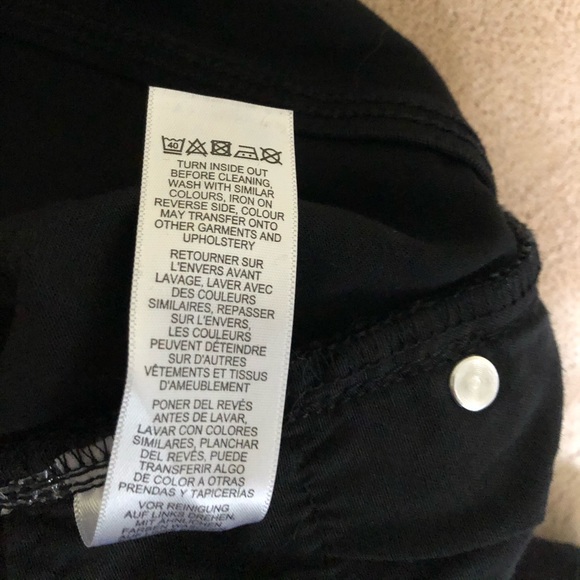 40
TURN INSIDE OUT
BEFORE CLEANING,
WASH WITH SIMILAR
COLOURS, IRON ON
REVERSE SIDE, COLOUR
MAY TRANSFER ONTO
OTHER GARMENTS AND
UPHOLSTERY
RETOURNER SUR
L'ENVERS AVANT
LAVAGE, LAVER AVEC
DES COULEURS
SIMILAIRES, REPASSER
SUR L'ENVERS,
LES COULEURS
PEUVENT DÉTEINDRE
SUR D'AUTRES
VÊTEMENTS ET TISSUS
D'AMEUBLEMENT
PONER DEL REVÉS
ANTES DE LAVAR,
LAVAR CON COLORES
SIMILARES, PLANCHAR
DEL REVÉS, PUEDE
TRANSFERIR ALGO
DE COLOR A OTRAS
PRENDAS Y TAPICERÍAS
VOR REINIGUNG
AUF LINKS DREHEN,
MIT ÄHNLICHEN
FARBEN